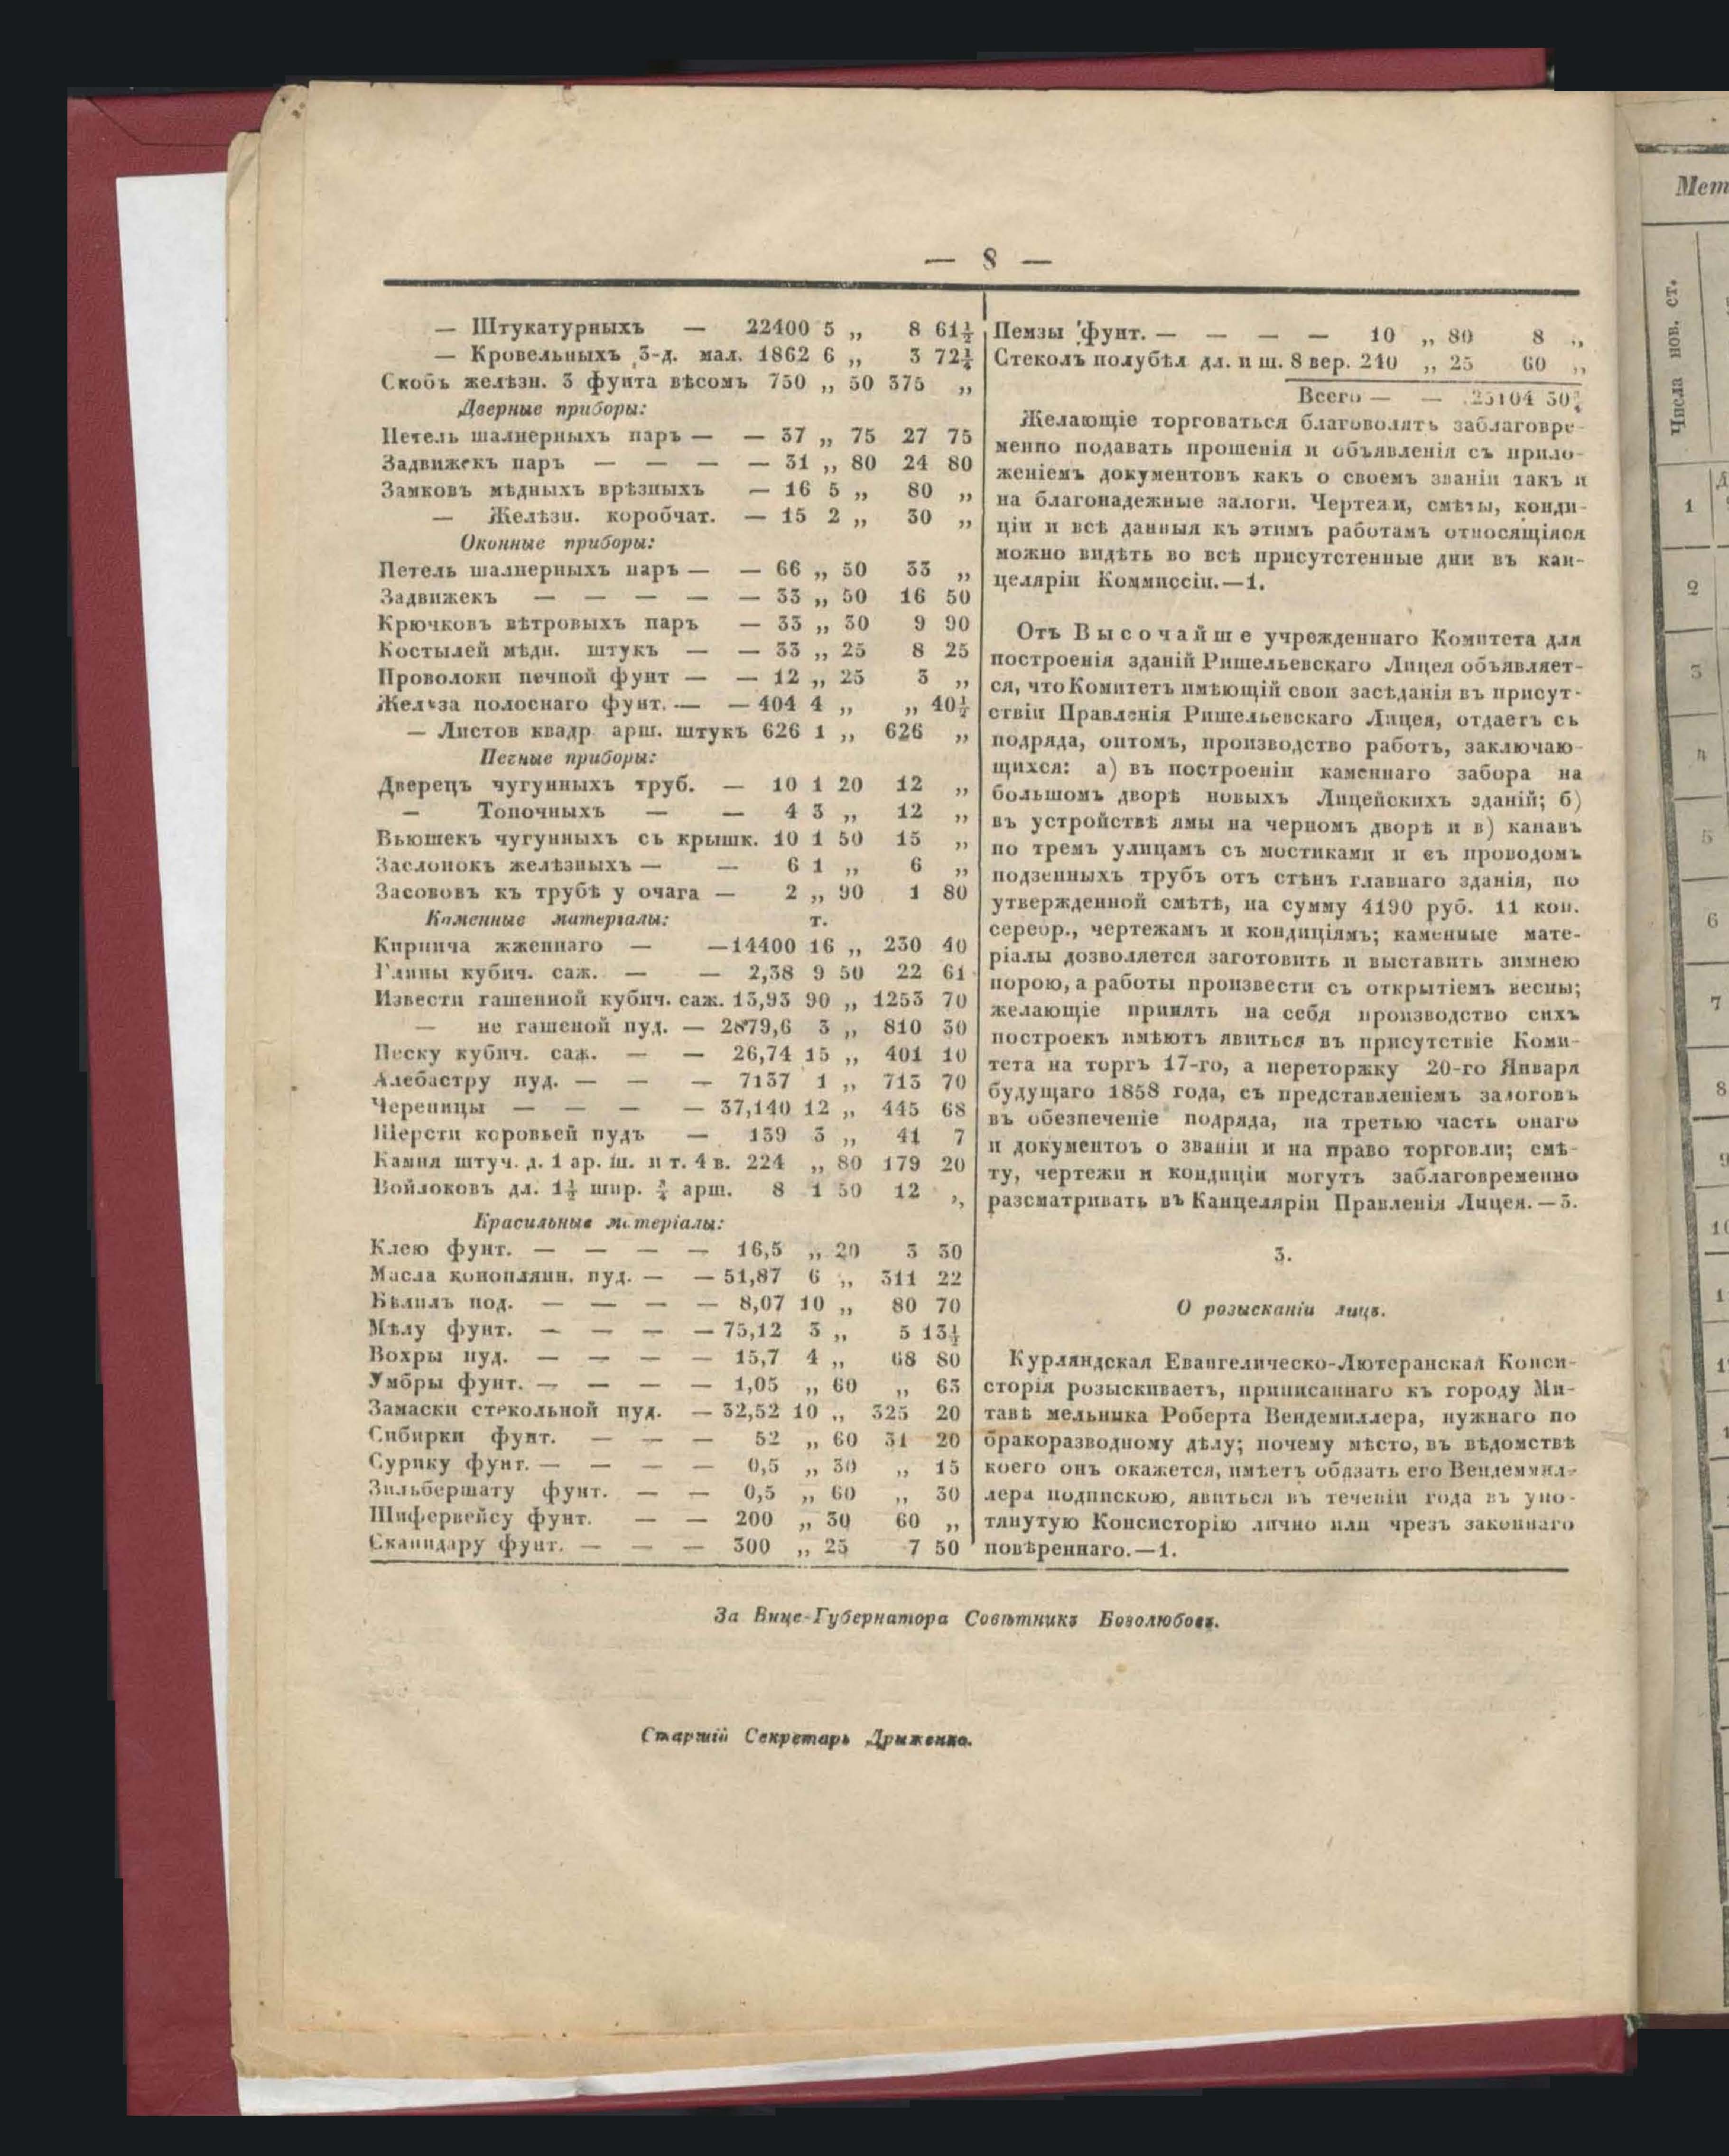 — 8 —
— Штукатурныхъ — 22400 5 „ 8 61½
— Кровельныхъ 3-д. мал. 1862 6 „ 3 72¼
Скобъ желѣзн. 3 фунта вѣсомъ 750 „ 50 375 „
Дверные приборы:
Петель шалнерныхъ паръ — — 37 „ 75 27 75
Задвижекъ паръ — — — — 31 „ 80 24 80
Замковъ мѣдныхъ врѣзныхъ — 16 5 „ 80 „
— Желѣзн. коробчат. — 15 2 „ 30 „
Оконные приборы:
Петель шалнерныхъ паръ — — 66 „ 50 33 „
Задвижекъ — — — — — 33 „ 50 16 50
Крючковъ вѣтровыхъ паръ — 33 „ 30 9 90
Костылей мѣдн. штукъ — — 33 „ 25 8 25
Проволоки печной фунт — — 12 „ 25 3 „
Желѣза полоснаго фунт. — — 404 4 „ „ 40½
— Листов квадр. арш. штукъ 626 1 „ 626 „
Печные приборы:
Дверецъ чугунныхъ труб. — 10 1 20 12 „
— Топочныхъ — — 4 3 „ 12 „
Вьюшекъ чугунныхъ съ крышк. 10 1 50 15 „
Заслонокъ желѣзныхъ — — 6 1 „ 6 „
Засововъ къ трубѣ у очага — 2 „ 90 1 80
Каменные матеріалы: т.
Кирпича жженнаго — —14400 16 „ 230 40
Глины кубич. саж. — — 2,38 9 50 22 61
Извести гашенной кубич. саж. 13,93 90 „ 1253 70
— не гашеной пуд. — 2879,6 3 „ 810 30
Песку кубич. саж. — — 26,74 15 „ 401 10
Алебастру пуд. — — — 7137 1 „ 713 70
Черепицы — — — — 37,140 12 „ 445 68
Шерсти коровьей пудъ — 139 3 „ 41 7
Камня штуч. д. 1 ар. ш. и т. 4 в. 224 „ 80 179 20
Войлоковъ дл. 1½ шир. ¾ арш. 8 1 50 12 „
Красильные матеріалы:
Клею фунт. — — — — 16,5 „ 20 3 30
Масла коноплянн. пуд. — — 51,87 6 „ 311 22
Бѣлилъ под. — — — — 8,07 10 „ 80 70
Мѣлу фунт. — — — — 75,12 3 „ 5 13½
Вохры пуд. — — — — 15,7 4 „ 68 80
Умбры фунт. — — — — 1,05 „ 60 „ 63
Замаски стекольной пуд. — 32,52 10 „ 325 20
Сибирки фунт. — — — 52 „ 60 31 20
Сурику фунт. — — — — 0,5 „ 30 „ 15
Зильбершату фунт. — — 0,5 „ 60 „ 30
Шифервейсу фунт. — — 200 „ 30 60 „
Скапидару фунт. — — — 300 „ 25 7 50
Пемзы фунт. — — — — 10 „ 80 8 „
Стеколъ полубѣл дл. и ш. 8 вер. 240 „ 25 60 „
Всего — — 25104 50¾
Желающіе торговаться благоволятъ заблаговре-
менно подавать прошенія и объявленія съ прило-
женіемъ документовъ какъ о своемъ званіи такъ и
на благонадежные залоги. Чертежи, смѣты, конди-
ціи и всѣ данныя къ этимъ работамъ относящіяся
можно видѣть во всѣ присутстенные дни въ кан-
целяріи Коммиссіи.—1.
Отъ Высочайше учрежденнаго Комитета для
построенія зданій Ришельевскаго Лицея объявляет-
ся, что Комитетъ имѣющій свои засѣданія въ присут-
ствіи Правленія Ришельевскаго Лицея, отдаетъ съ
подряда, оптомъ, производство работъ, заключаю-
щихся: а) въ построеніи каменнаго забора на
большомъ дворѣ новыхъ Лицейскихъ зданій; б)
въ устройствѣ ямы на черномъ дворѣ и в) канавъ
по тремъ улицамъ съ мостиками и съ проводомъ
подземныхъ трубъ отъ стѣнъ главнаго зданія, по
утвержденной смѣтѣ, на сумму 4190 руб. 11 коп.
серебр., чертежамъ и кондиціямъ; каменные мате-
ріалы дозволяется заготовить и выставить зимнею
порою, а работы произвести съ открытіемъ весны;
желающіе принять на себя производство сихъ
построекъ имѣютъ явиться въ присутствіе Коми-
тета на торгъ 17-го, а переторжку 20-го Января
будущаго 1858 года, съ представленіемъ залоговъ
въ обезпеченіе подряда, на третью часть онаго
и документоъ о званіи и на право торговли; смѣ-
ту, чертежи и кондиціи могутъ заблаговременно
разсматривать въ Канцеляріи Правленія Лицея.—3.
3.
О розысканіи лицъ.
Курляндская Евангелическо-Лютеранская Конси-
сторія розыскиваетъ, приписаннаго къ городу Ми-
тавѣ мельника Роберта Вендемиллера, нужнаго по
бракоразводному дѣлу; почему мѣсто, въ вѣдомствѣ
коего онъ окажется, имѣетъ обязать его Вендеммил-
лера подпискою, явиться въ теченіи года въ упо-
тянутую Консисторію лично или чрезъ законнаго
повѣреннаго.—1.
За Вице-Губернатора Совѣтникъ Боголюбовъ.
Старшій Секретарь Дрыженко.
Мет
Числа нов. ст.
1
2
3
4
5
6
7
8